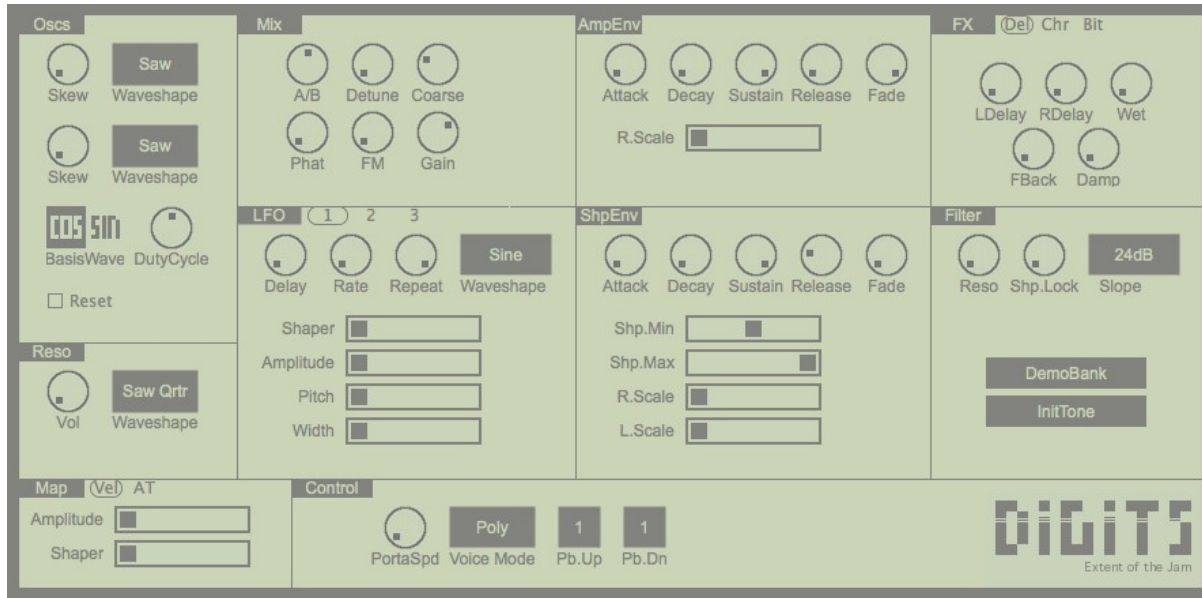 Oscs
Saw
Skew Waveshape
Saw
Skew Waveshape
COS sin
BasisWave DutyCycle
Reset
Reso
Saw Qrtr
Vol Waveshape
Mix
A/B Detune Coarse
Phat FM Gain
LFO 1 2 3
Sine
Delay Rate Repeat Waveshape
Shaper
Amplitude
Pitch
Width
AmpEnv
Attack Decay Sustain Release Fade
R.Scale
ShpEnv
Attack Decay Sustain Release Fade
Shp.Min
Shp.Max
R.Scale
L.Scale
FX Del Chr Bit
LDelay RDelay Wet
FBack Damp
Filter
24dB
Reso Shp.Lock Slope
DemoBank
InitTone
Map Vel AT
Amplitude
Shaper
Control
Poly 1 1
PortaSpd Voice Mode Pb.Up Pb.Dn
DiGiTS
Extent of the Jam